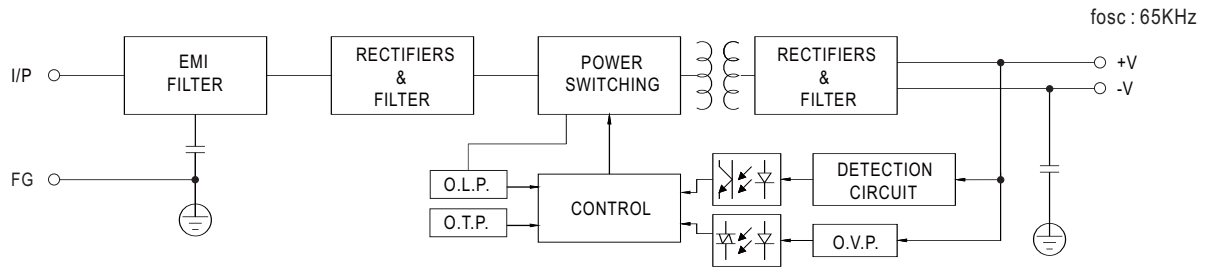 fosc : 65KHz
I/P
EMI
FILTER
RECTIFIERS
&
FILTER
POWER
SWITCHING
RECTIFIERS
&
FILTER
+V
-V
FG
O.L.P.
O.T.P.
CONTROL
DETECTION
CIRCUIT
O.V.P.